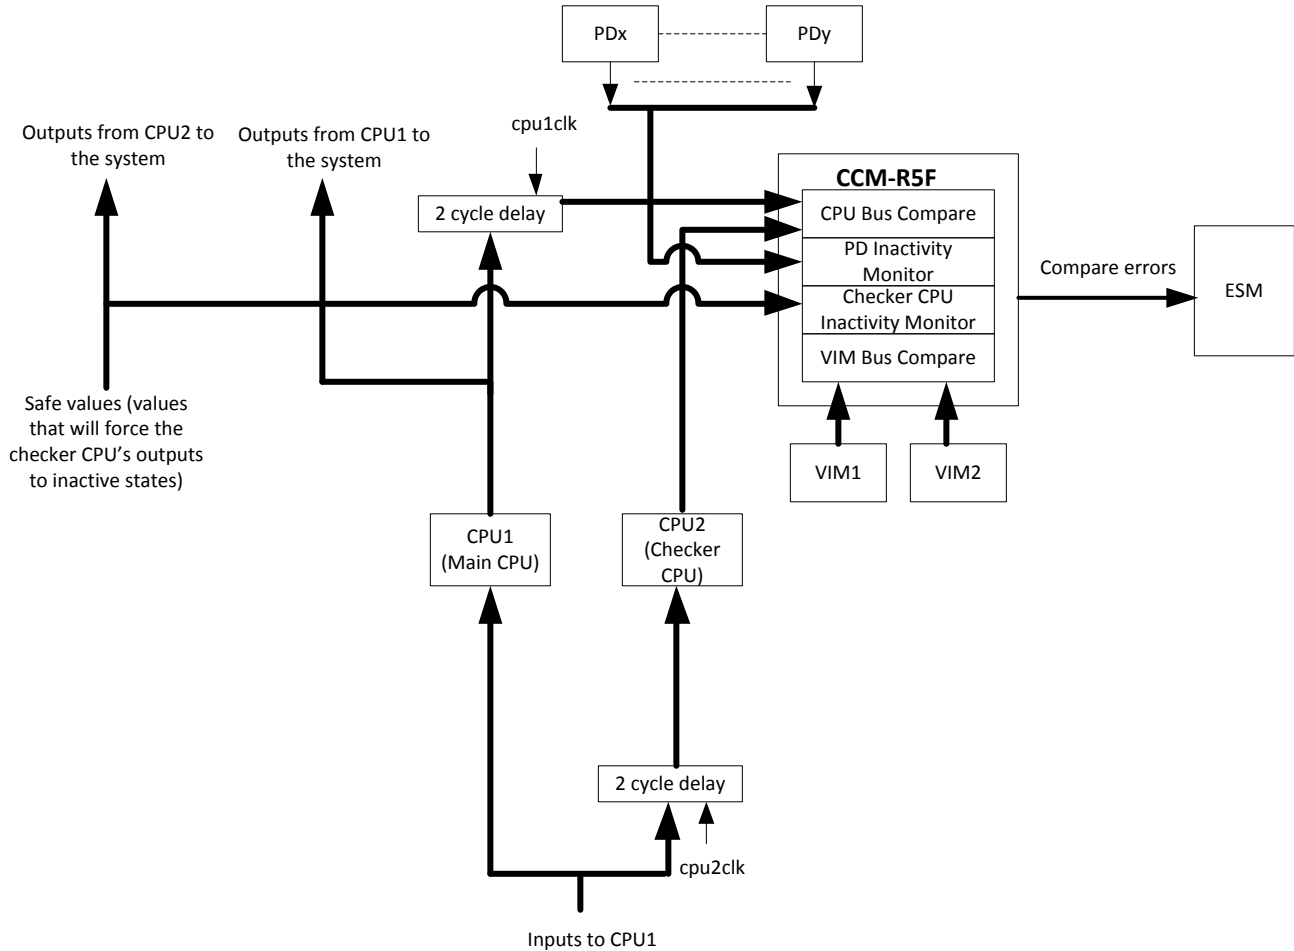 PDx
PDy
Outputs from CPU2 to
the system
Outputs from CPU1 to
the system
cpu1clk
2 cycle delay
CCM-R5F
CPU Bus Compare
PD Inactivity
Monitor
Checker CPU
Inactivity Monitor
VIM Bus Compare
Compare errors
ESM
Safe values (values
that will force the
checker CPU's outputs
to inactive states)
VIM1
VIM2
CPU1
(Main CPU)
CPU2
(Checker
CPU)
2 cycle delay
cpu2clk
Inputs to CPU1